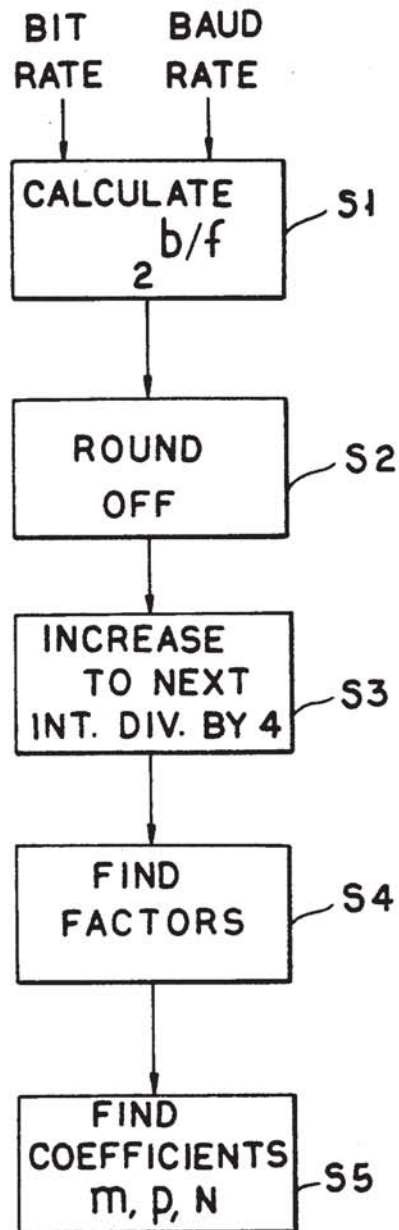 BIT RATE
BAUD RATE
CALCULATE
2 b/f
S1
ROUND
OFF
S2
INCREASE
TO NEXT
INT. DIV. BY 4
S3
FIND
FACTORS
S4
FIND
COEFFICIENTS
m, p, N
S5